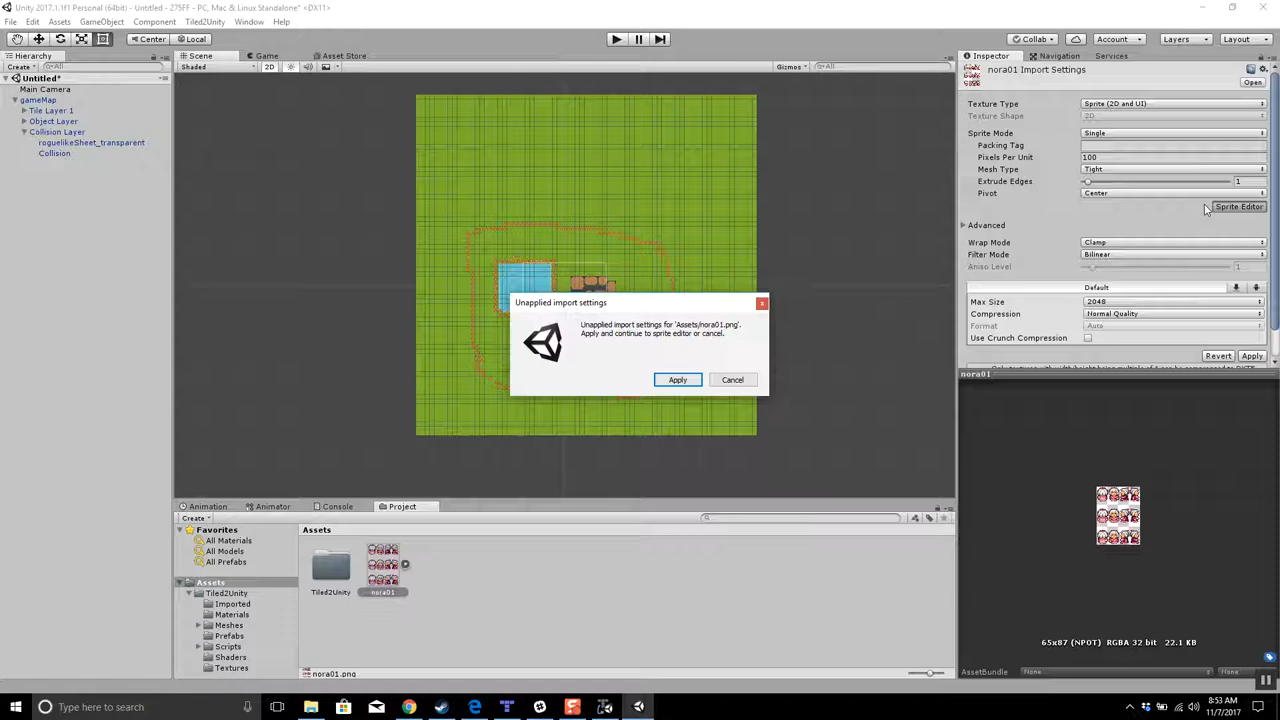 Unity 2017.1.1f1 Personal (64bit) - Untitled - 275FF - PC, Mac & Linux Standalone* <DX11>
File Edit Assets GameObject Component Tiled2Unity Window Help
Center Local Collab Account Layers Layout
Hierarchy Scene Game Asset Store Inspector Navigation Services
Create All Shaded 2D Gizmos All
Untitled*
Main Camera
gameMap
Tile Layer 1
Object Layer
Collision Layer
roguelikeSheet_transparent
Collision
nora01 Import Settings
Open
Texture Type Sprite (2D and UI)
Texture Shape 2D
Sprite Mode Single
Packing Tag
Pixels Per Unit 100
Mesh Type Tight
Extrude Edges 1
Pivot Center
Sprite Editor
Advanced
Wrap Mode Clamp
Filter Mode Bilinear
Aniso Level 1
Default
Max Size 2048
Compression Normal Quality
Format Auto
Use Crunch Compression
Revert Apply
Unapplied import settings
x
Unapplied import settings for 'Assets/nora01.png'.
Apply and continue to sprite editor or cancel.
Apply Cancel
nora01
65x87 (NPOT) RGBA 32 bit 22.1 KB
AssetBundle None None
Animation Animator Console Project
Create
Favorites
All Materials
All Models
All Prefabs
Assets
Tiled2Unity
Imported
Materials
Meshes
Prefabs
Scripts
Shaders
Textures
Assets
Tiled2Unity nora01
nora01.png
Type here to search
8:53 AM
11/7/2017